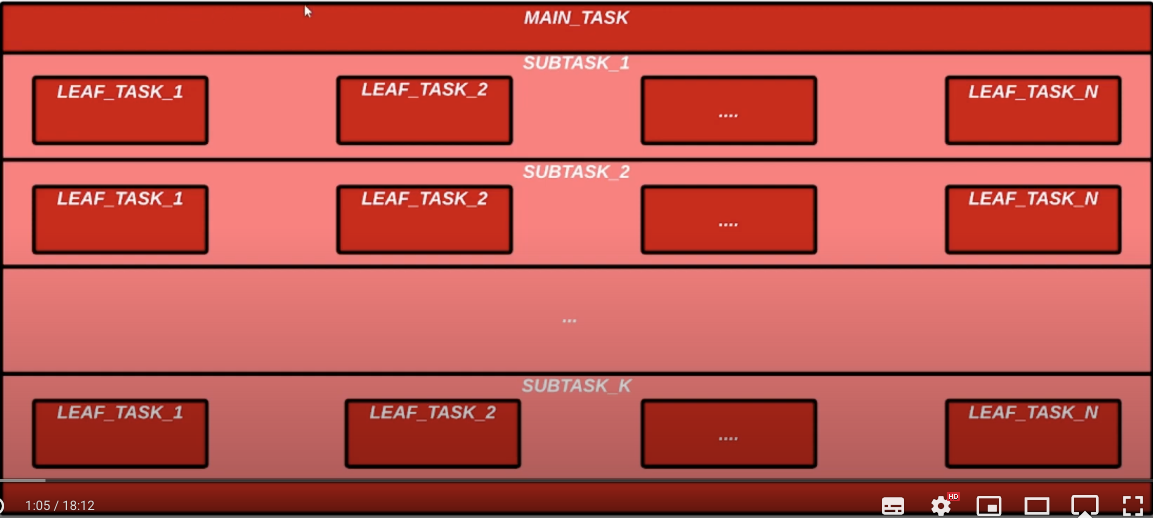 MAIN_TASK
SUBTASK_1
LEAF_TASK_1 LEAF_TASK_2 .... LEAF_TASK_N
SUBTASK_2
LEAF_TASK_1 LEAF_TASK_2 .... LEAF_TASK_N
...
SUBTASK_K
LEAF_TASK_1 LEAF_TASK_2 .... LEAF_TASK_N
1:05 / 18:12 HD